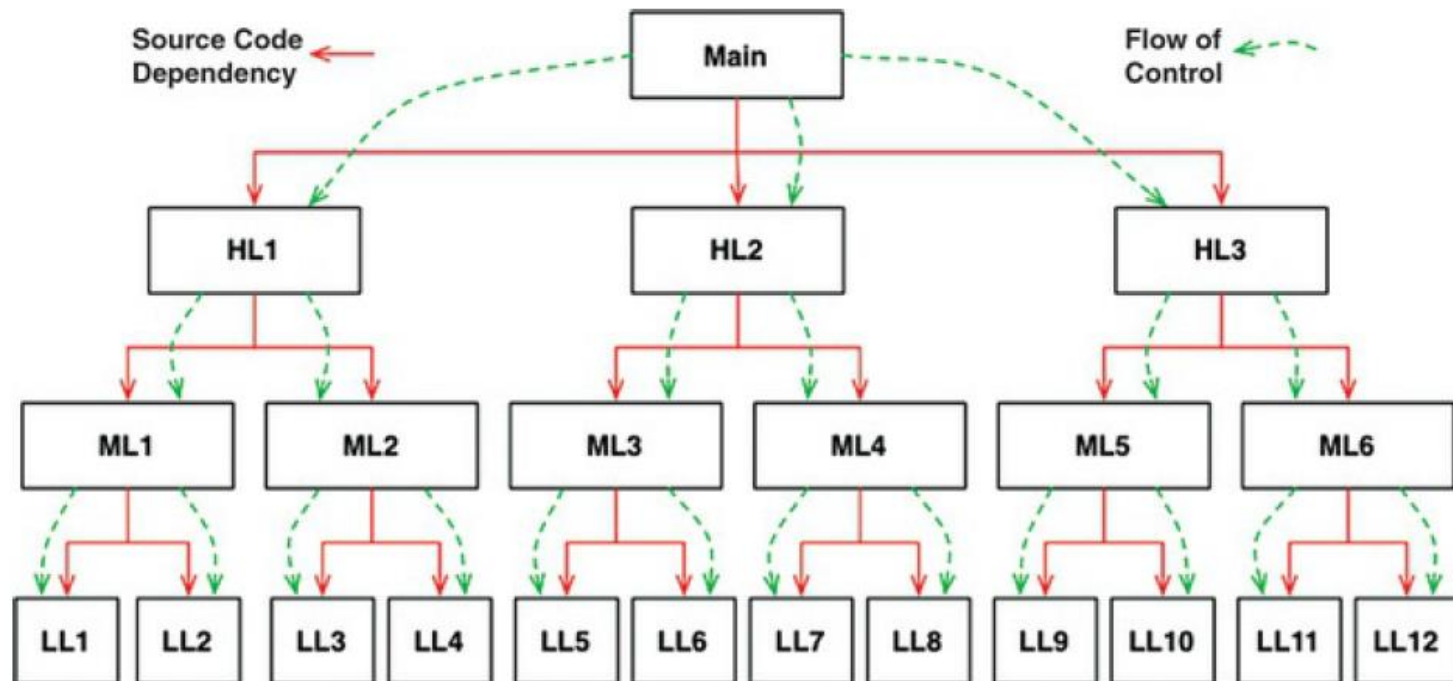 Source Code
Dependency
Main
Flow of
Control
HL1
HL2
HL3
ML1
ML2
ML3
ML4
ML5
ML6
LL1
LL2
LL3
LL4
LL5
LL6
LL7
LL8
LL9
LL10
LL11
LL12